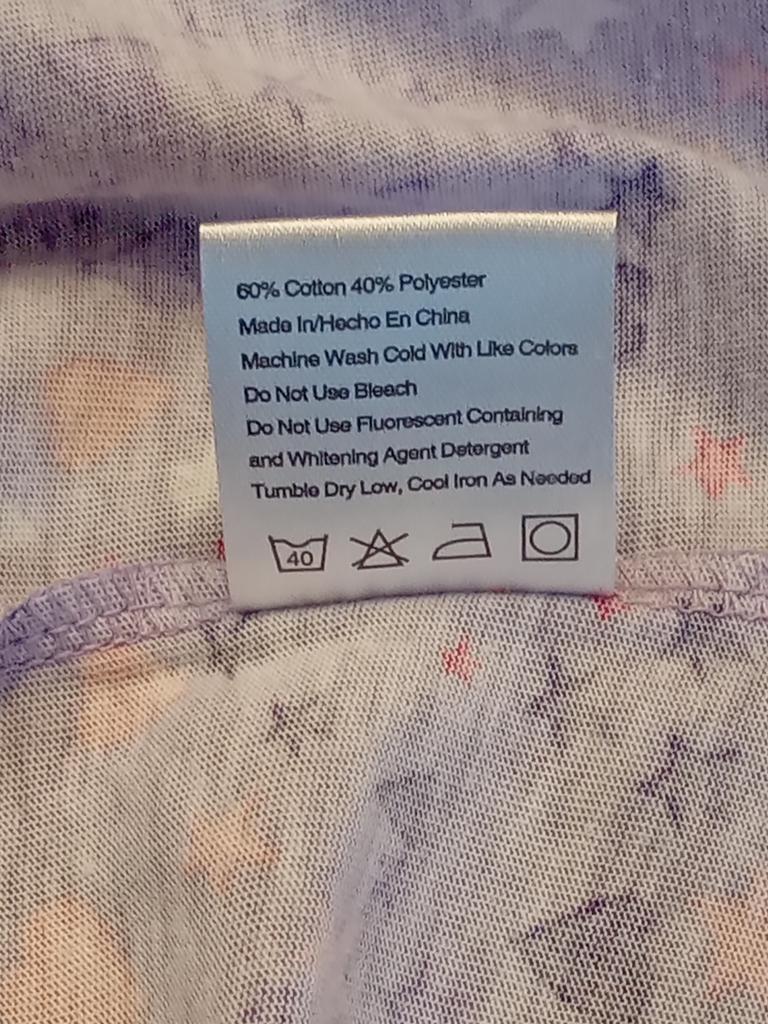 60% Cotton 40% Polyester
Made In/Hecho En China
Machine Wash Cold With Like Colors
Do Not Use Bleach
Do Not Use Fluorescent Containing
and Whitening Agent Detergent
Tumble Dry Low, Cool Iron As Needed
40